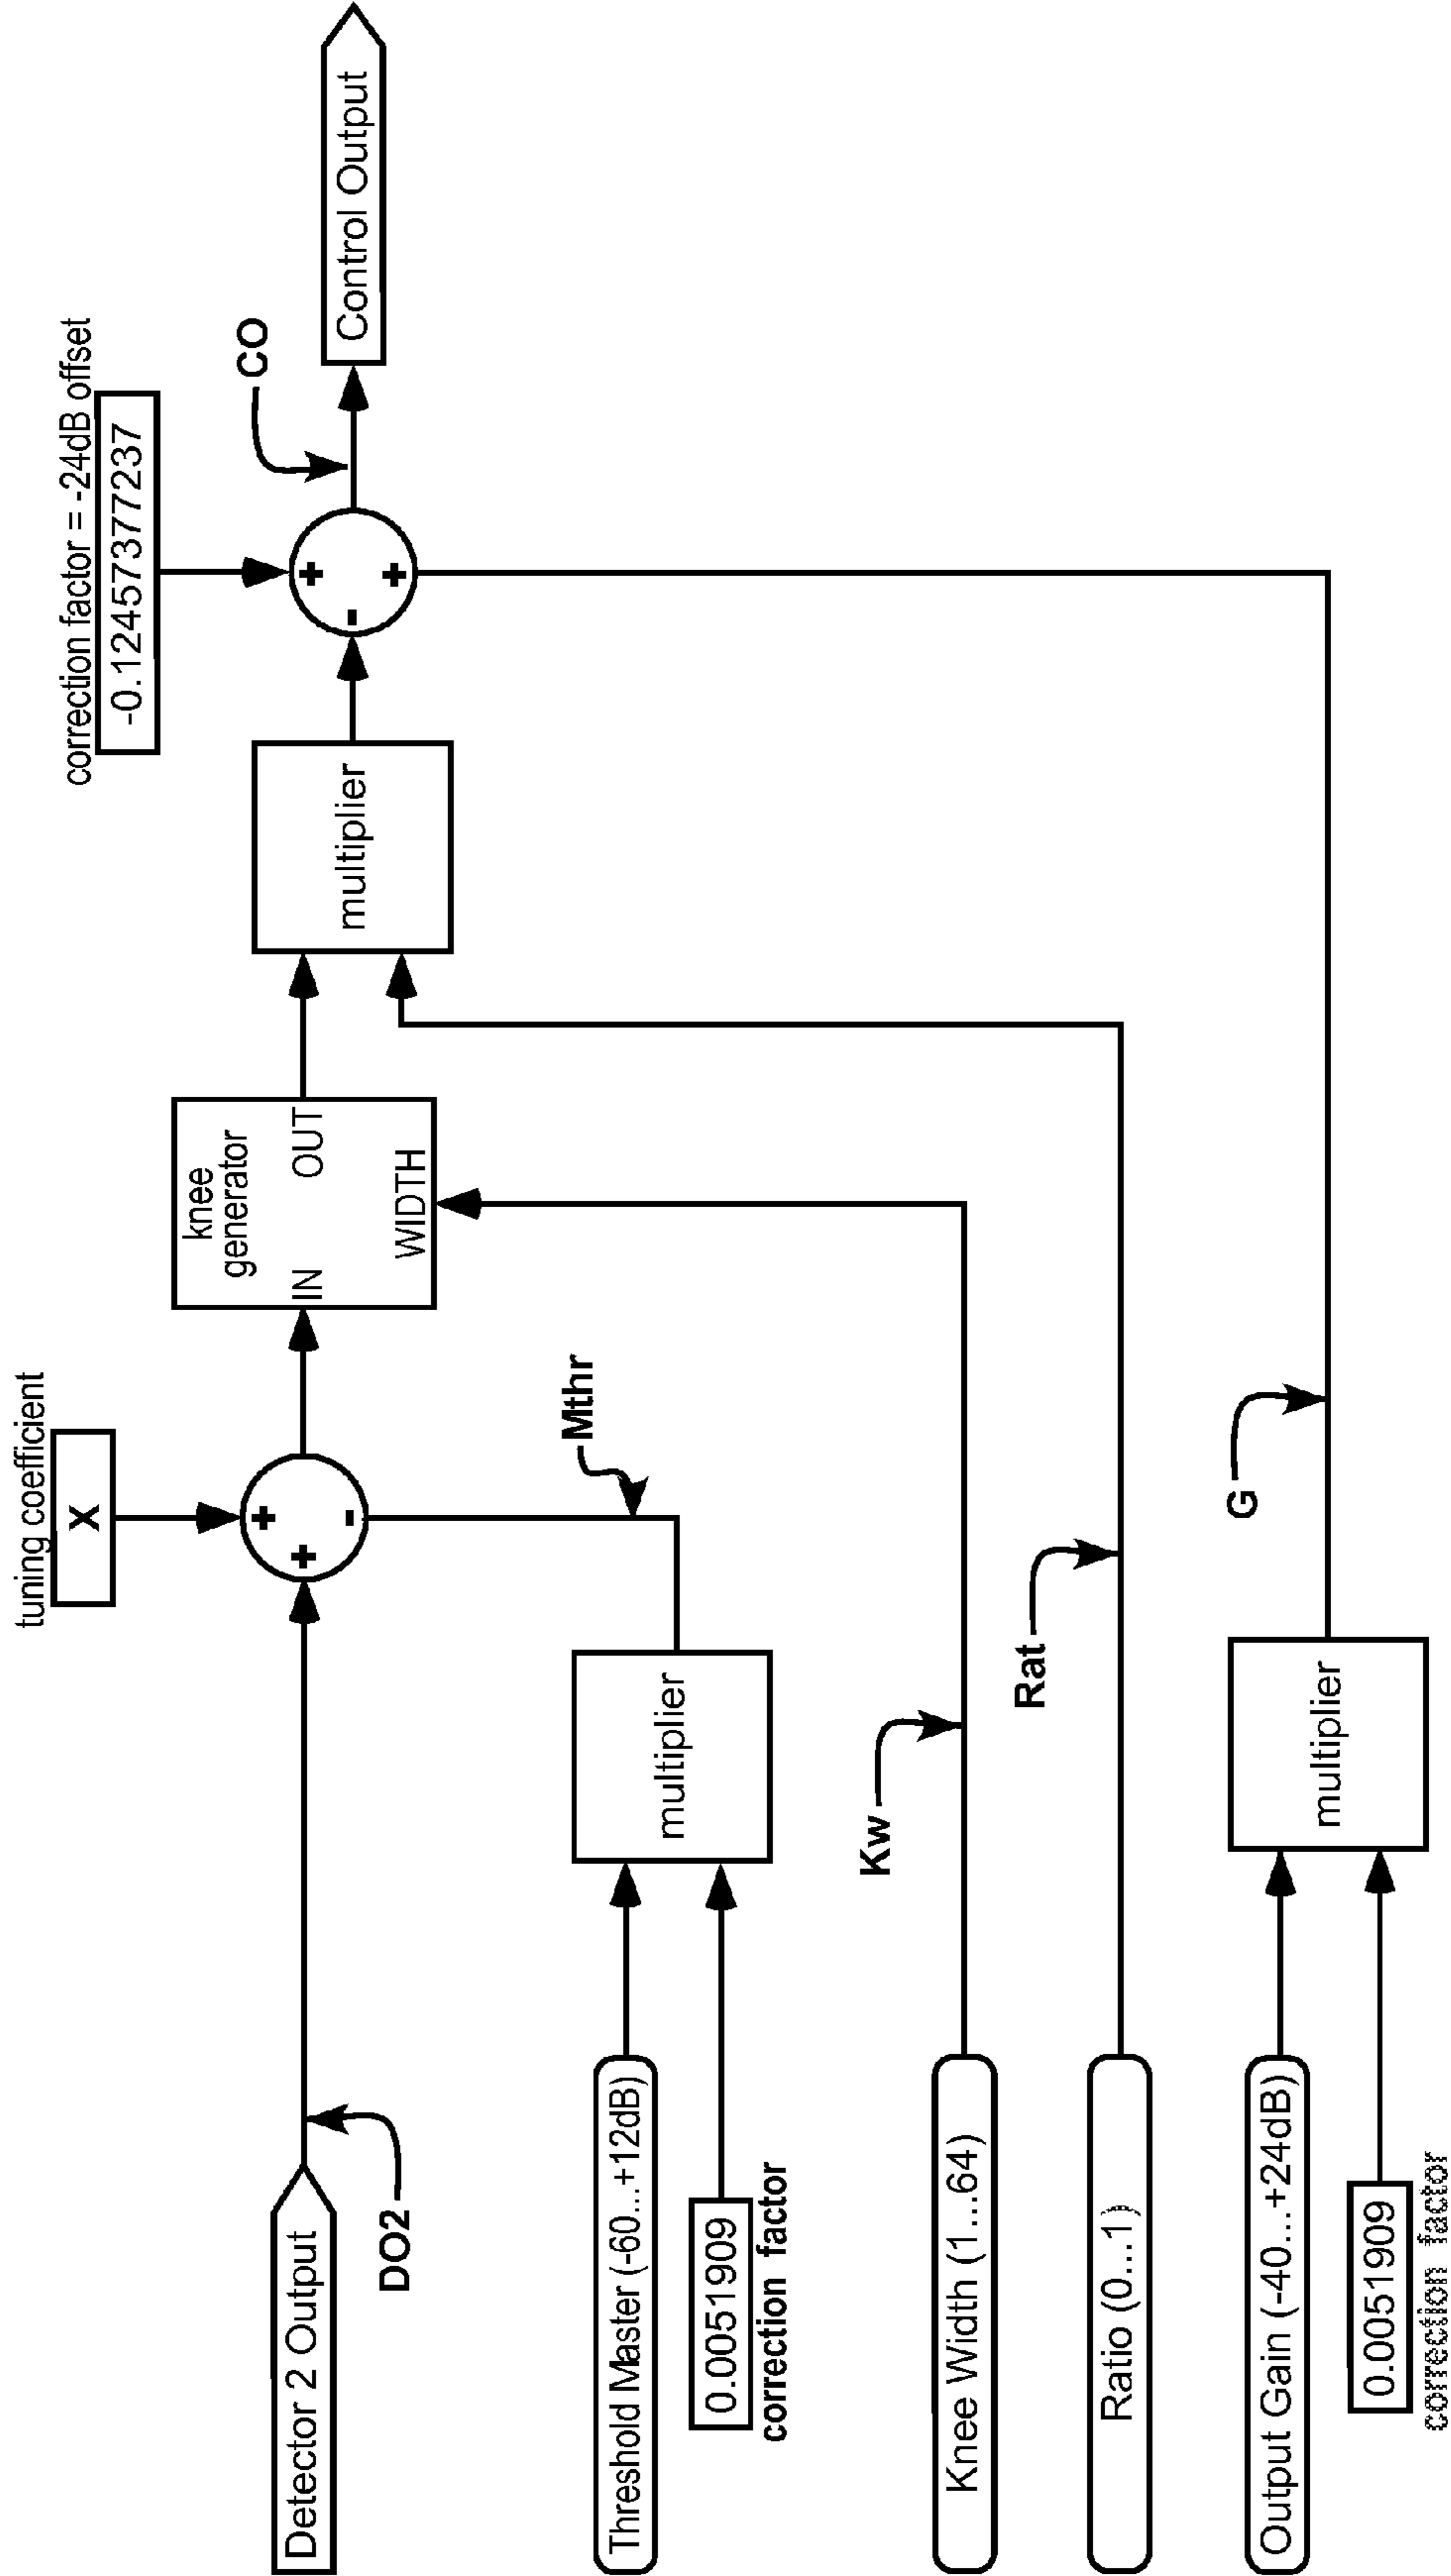 tuning coefficient
X
correction factor = -24dB offset
-0.12457377237
Detector 2 Output
DO2
+
+
-
knee
generator
IN
OUT
WIDTH
multiplier
+
-
+
CO
Control Output
Threshold Master (-60...+12dB)
0.0051909
correction factor
multiplier
Mthr
Knee Width (1...64)
Kw
Ratio (0...1)
Rat
Output Gain (-40...+24dB)
0.0051909
correction factor
multiplier
G